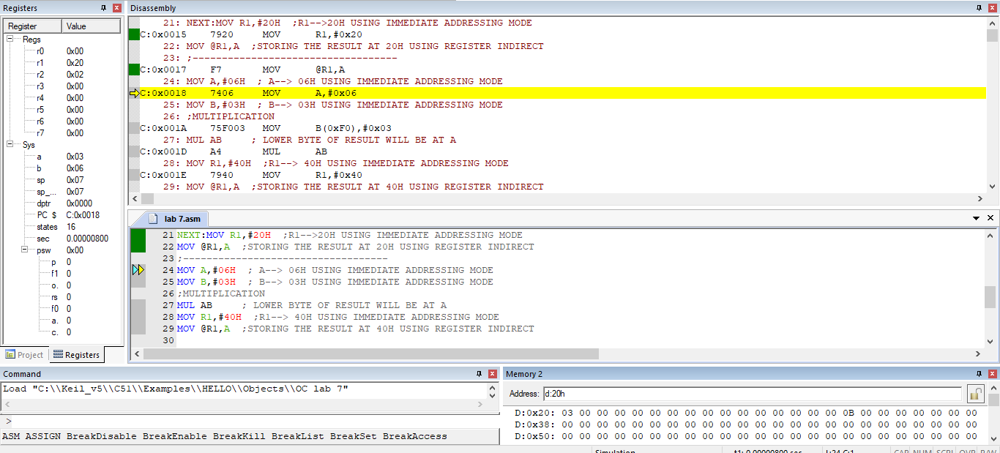 Registers
Register Value
Regs
r0 0x00
r1 0x20
r2 0x02
r3 0x00
r4 0x00
r5 0x00
r6 0x00
r7 0x00
Sys
a 0x03
b 0x06
sp 0x07
sp_... 0x07
dptr 0x0000
PC $ C:0x0018
states 16
sec 0.00000800
psw 0x00
p 0
f1 0
o. 0
rs 0
f0 0
a. 0
c. 0
Project Registers
Disassembly
21: NEXT:MOV R1,#20H ;R1-->20H USING IMMEDIATE ADDRESSING MODE
C:0x0015 7920 MOV R1,#0x20
22: MOV @R1,A ;STORING THE RESULT AT 20H USING REGISTER INDIRECT
23: ;-----------------------------------
C:0x0017 F7 MOV @R1,A
24: MOV A,#06H ; A--> 06H USING IMMEDIATE ADDRESSING MODE
C:0x0018 7406 MOV A,#0x06
25: MOV B,#03H ; B--> 03H USING IMMEDIATE ADDRESSING MODE
26: ;MULTIPLICATION
C:0x001A 75F003 MOV B(0xF0),#0x03
27: MUL AB ; LOWER BYTE OF RESULT WILL BE AT A
C:0x001D A4 MUL AB
28: MOV R1,#40H ;R1--> 40H USING IMMEDIATE ADDRESSING MODE
C:0x001E 7940 MOV R1,#0x40
29: MOV @R1,A ;STORING THE RESULT AT 40H USING REGISTER INDIRECT
lab 7.asm
21 NEXT:MOV R1,#20H ;R1-->20H USING IMMEDIATE ADDRESSING MODE
22 MOV @R1,A ;STORING THE RESULT AT 20H USING REGISTER INDIRECT
23 ;-----------------------------------
24 MOV A,#06H ; A--> 06H USING IMMEDIATE ADDRESSING MODE
25 MOV B,#03H ; B--> 03H USING IMMEDIATE ADDRESSING MODE
26 ;MULTIPLICATION
27 MUL AB ; LOWER BYTE OF RESULT WILL BE AT A
28 MOV R1,#40H ;R1--> 40H USING IMMEDIATE ADDRESSING MODE
29 MOV @R1,A ;STORING THE RESULT AT 40H USING REGISTER INDIRECT
30
Command
Load "C:\\Keil_v5\\C51\\Examples\\HELLO\\Objects\\OC lab 7"
>
ASM ASSIGN BreakDisable BreakEnable BreakKill BreakList BreakSet BreakAccess
Memory 2
Address: d:20h
D:0x20: 03 00 00 00 00 00 00 00 00 00 00 00 00 00 00 00 0B 00 00 00 00 00 00 00
D:0x38: 00 00 00 00 00 00 00 00 00 00 00 00 00 00 00 00 00 00 00 00 00 00 00 00
D:0x50: 00 00 00 00 00 00 00 00 00 00 00 00 00 00 00 00 00 00 00 00 00 00 00 00
Simulation t1: 0.00000800 sec L:24 C:1 CAP NUM SCRL OVR R/W